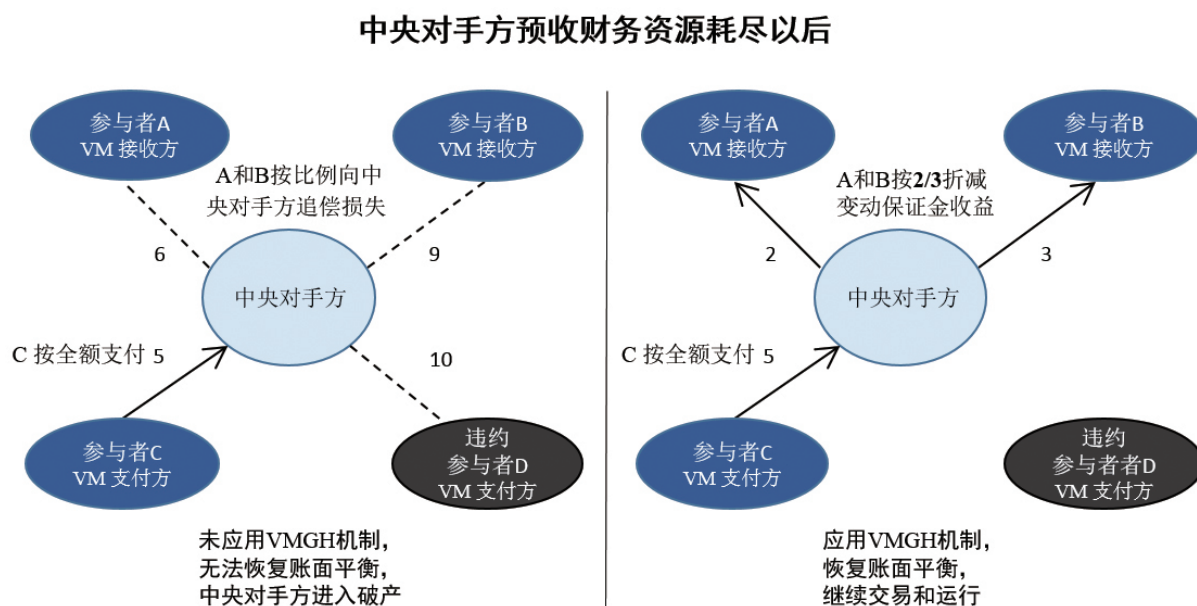 中央对手方预收财务资源耗尽以后
参与者A
VM 接收方
参与者B
VM 接收方
A和B按比例向中
央对手方追偿损失
6
9
中央对手方
C 按全额支付 5
10
参与者C
VM 支付方
违约
参与者D
VM 支付方
未应用VMGH机制,
无法恢复账面平衡,
中央对手方进入破产
参与者A
VM 接收方
参与者B
VM 接收方
A和B按2/3折减
变动保证金收益
2
3
中央对手方
C 按全额支付 5
参与者C
VM 支付方
违约
参与者者D
VM 支付方
应用VMGH机制,
恢复账面平衡,
继续交易和运行